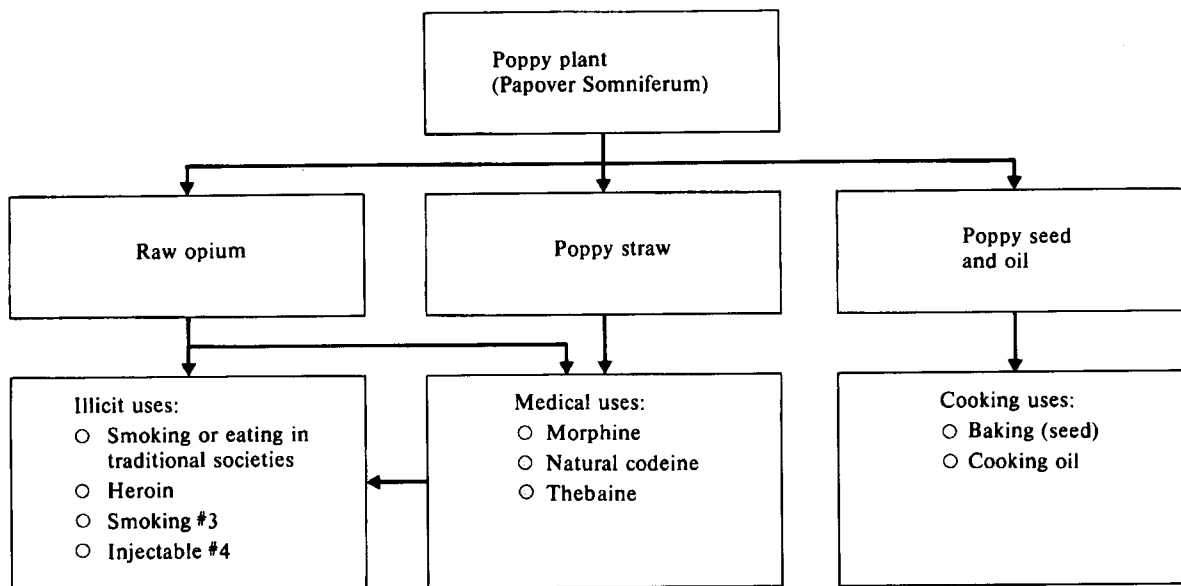 Poppy plant
(Papover Somniferum)
Raw opium
Poppy straw
Poppy seed
and oil
Illicit uses:
○ Smoking or eating in
traditional societies
○ Heroin
○ Smoking #3
○ Injectable #4
Medical uses:
○ Morphine
○ Natural codeine
○ Thebaine
Cooking uses:
○ Baking (seed)
○ Cooking oil